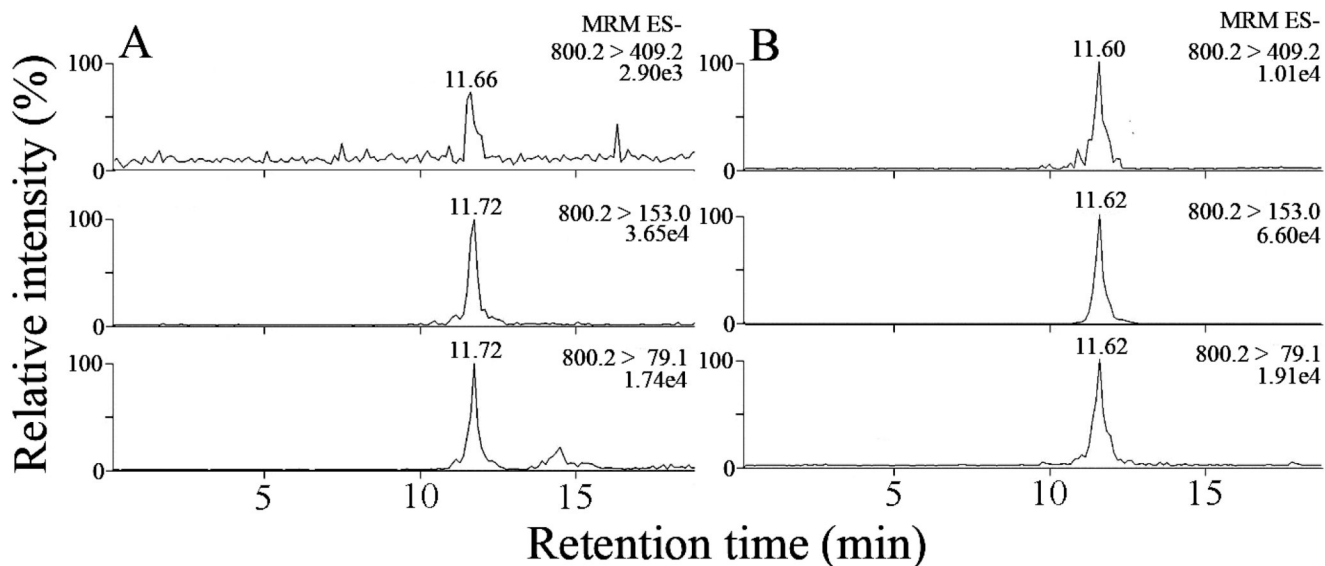 A
MRM ES-
800.2 > 409.2
2.90e3
100
11.66
0
11.72
800.2 > 153.0
3.65e4
100
0
11.72
800.2 > 79.1
1.74e4
100
0
5
10
15
B
MRM ES-
800.2 > 409.2
1.01e4
100
11.60
0
11.62
800.2 > 153.0
6.60e4
100
0
11.62
800.2 > 79.1
1.91e4
100
0
5
10
15
Relative intensity (%)
Retention time (min)